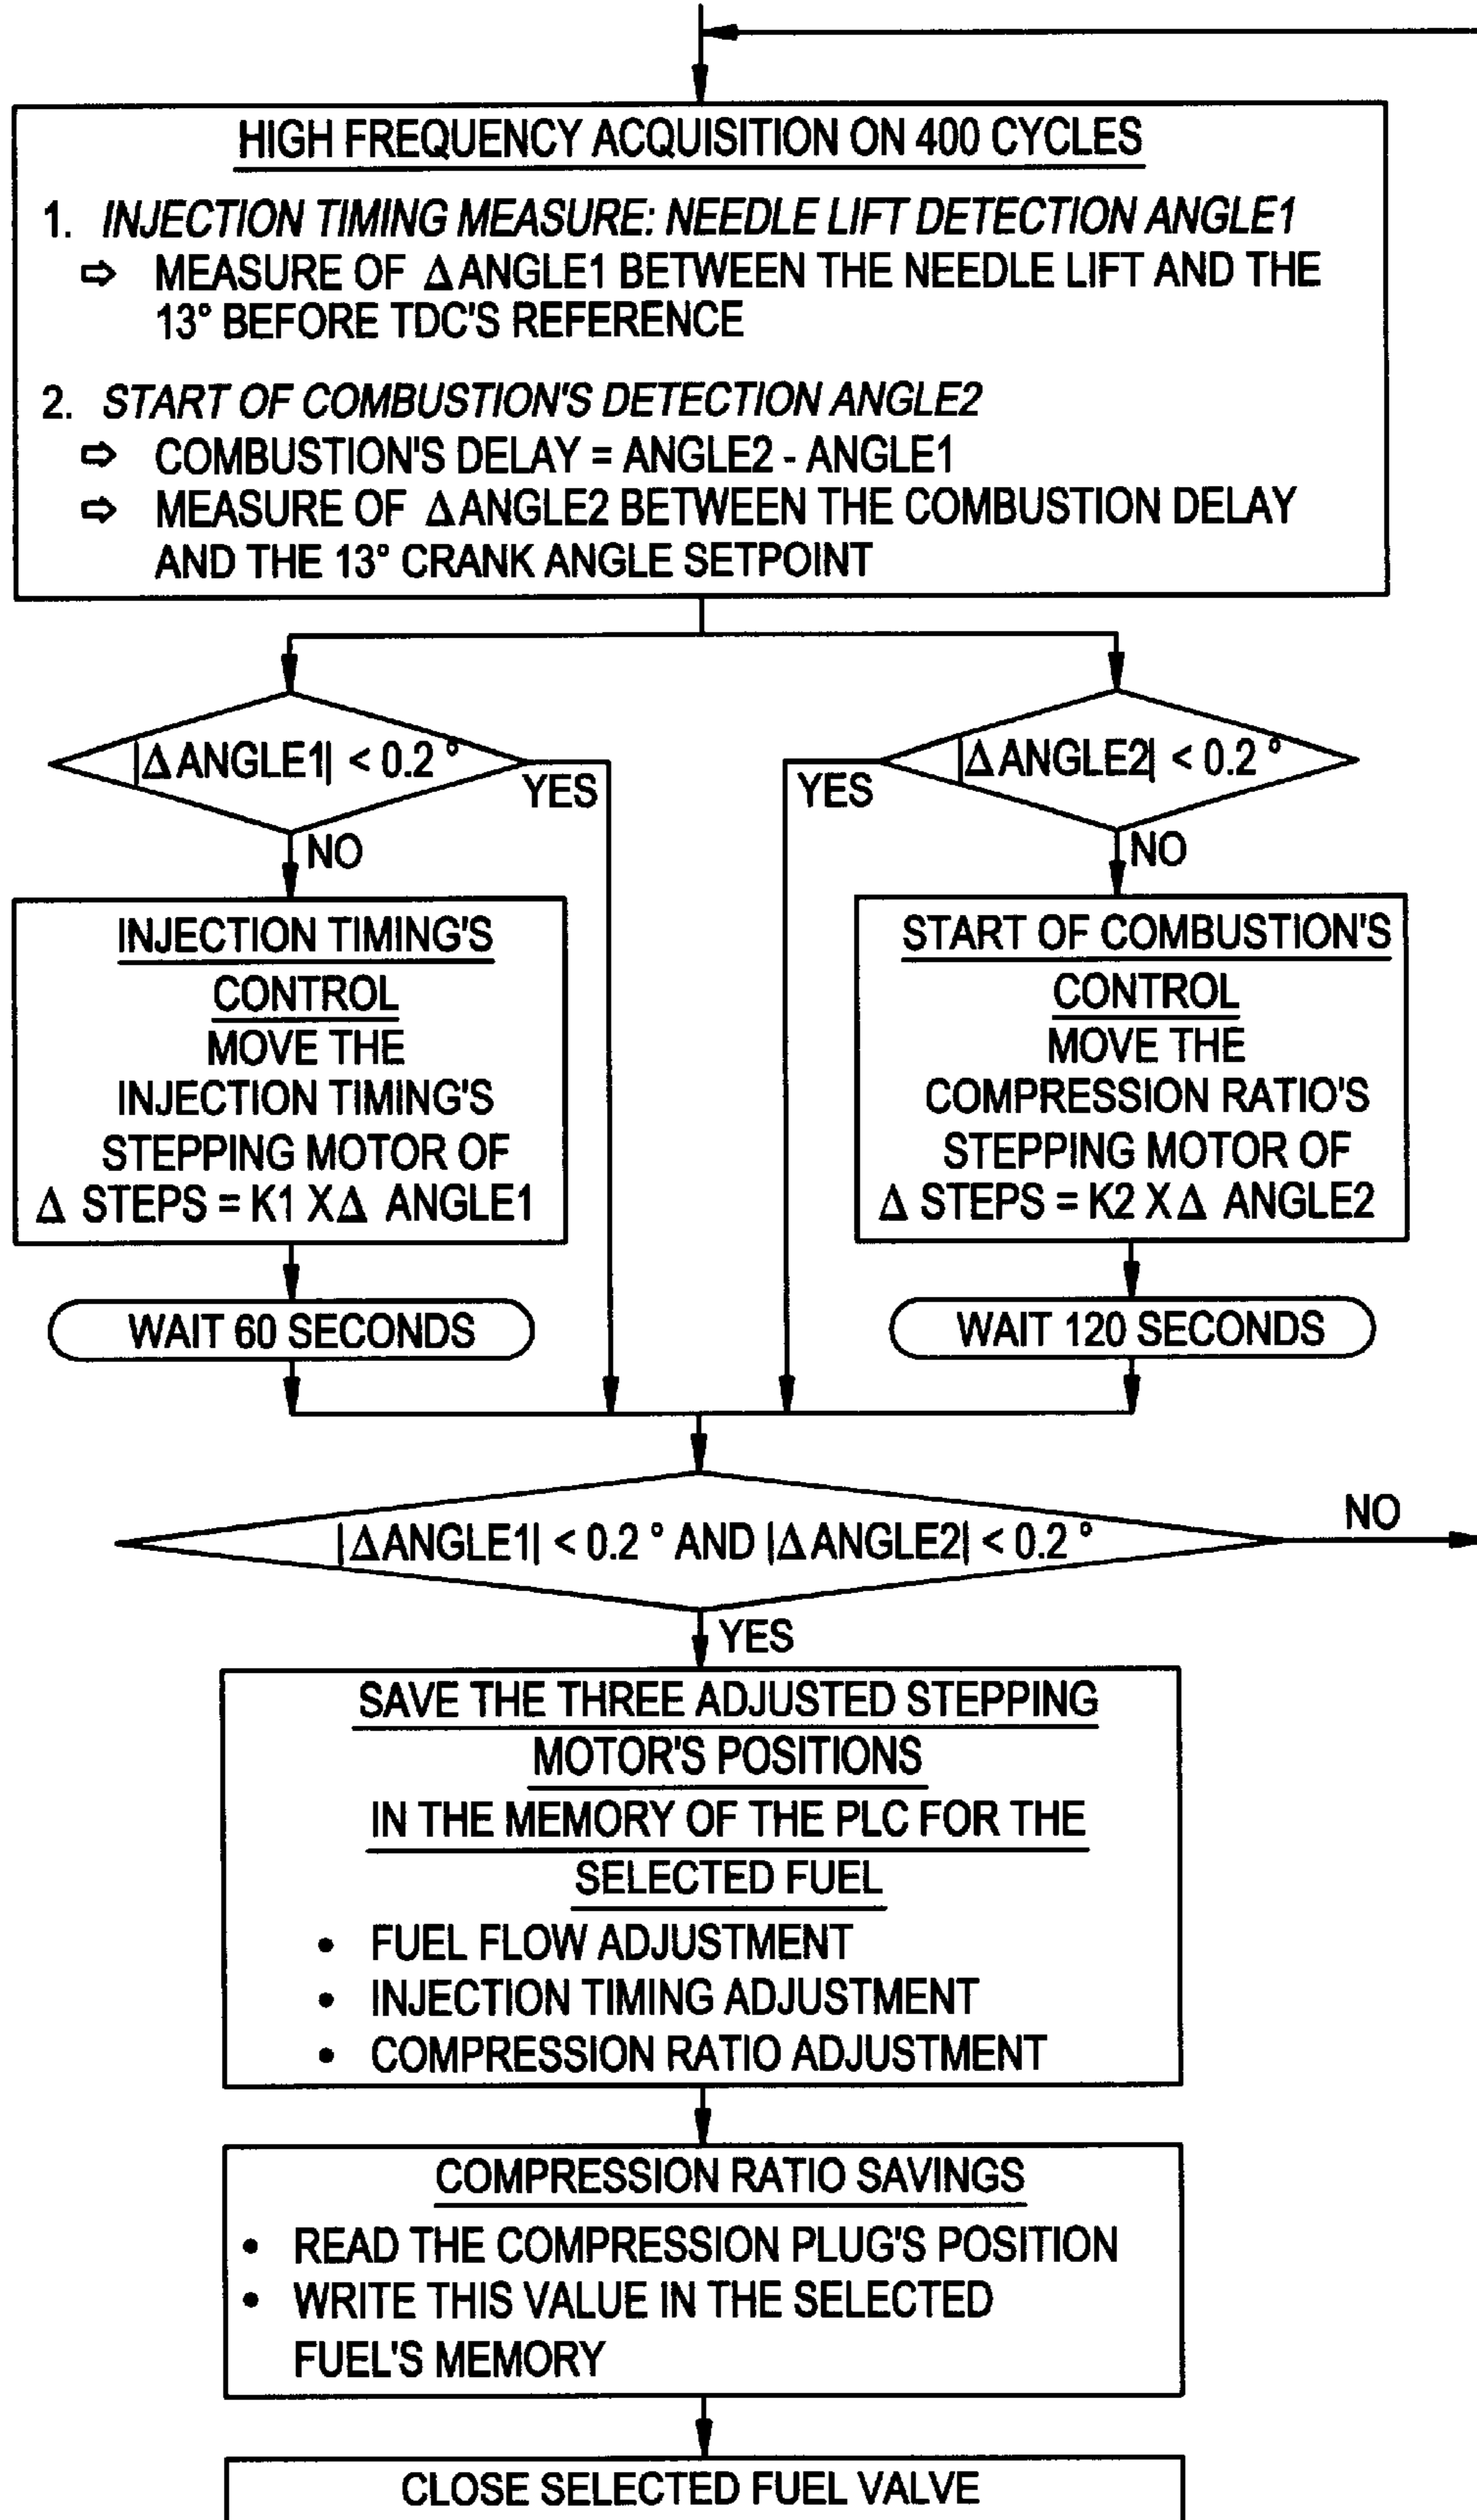 HIGH FREQUENCY ACQUISITION ON 400 CYCLES
1. INJECTION TIMING MEASURE: NEEDLE LIFT DETECTION ANGLE1
⇨ MEASURE OF ΔANGLE1 BETWEEN THE NEEDLE LIFT AND THE
13° BEFORE TDC'S REFERENCE
2. START OF COMBUSTION'S DETECTION ANGLE2
⇨ COMBUSTION'S DELAY = ANGLE2 - ANGLE1
⇨ MEASURE OF ΔANGLE2 BETWEEN THE COMBUSTION DELAY
AND THE 13° CRANK ANGLE SETPOINT
|ΔANGLE1| < 0.2°
YES
NO
|ΔANGLE2| < 0.2°
YES
NO
INJECTION TIMING'S
CONTROL
MOVE THE
INJECTION TIMING'S
STEPPING MOTOR OF
Δ STEPS = K1 X Δ ANGLE1
WAIT 60 SECONDS
START OF COMBUSTION'S
CONTROL
MOVE THE
COMPRESSION RATIO'S
STEPPING MOTOR OF
Δ STEPS = K2 X Δ ANGLE2
WAIT 120 SECONDS
|ΔANGLE1| < 0.2° AND |ΔANGLE2| < 0.2°
NO
YES
SAVE THE THREE ADJUSTED STEPPING
MOTOR'S POSITIONS
IN THE MEMORY OF THE PLC FOR THE
SELECTED FUEL
• FUEL FLOW ADJUSTMENT
• INJECTION TIMING ADJUSTMENT
• COMPRESSION RATIO ADJUSTMENT
COMPRESSION RATIO SAVINGS
• READ THE COMPRESSION PLUG'S POSITION
• WRITE THIS VALUE IN THE SELECTED
FUEL'S MEMORY
CLOSE SELECTED FUEL VALVE